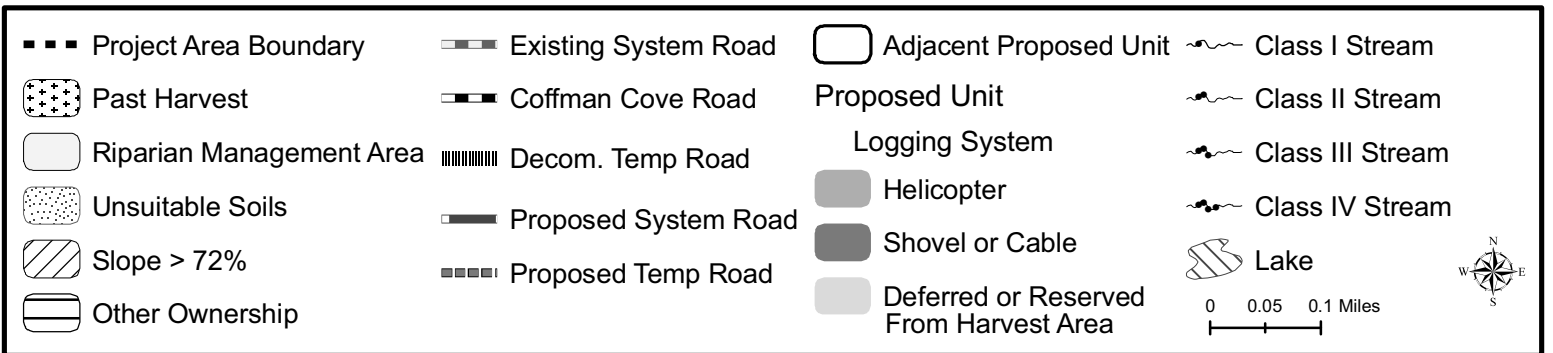 Project Area Boundary
Past Harvest
Riparian Management Area
Unsuitable Soils
Slope > 72%
Other Ownership
Existing System Road
Coffman Cove Road
Decom. Temp Road
Proposed System Road
Proposed Temp Road
Adjacent Proposed Unit
Proposed Unit
Logging System
Helicopter
Shovel or Cable
Deferred or Reserved
From Harvest Area
Class I Stream
Class II Stream
Class III Stream
Class IV Stream
Lake
0 0.05 0.1 Miles
N
W E
S